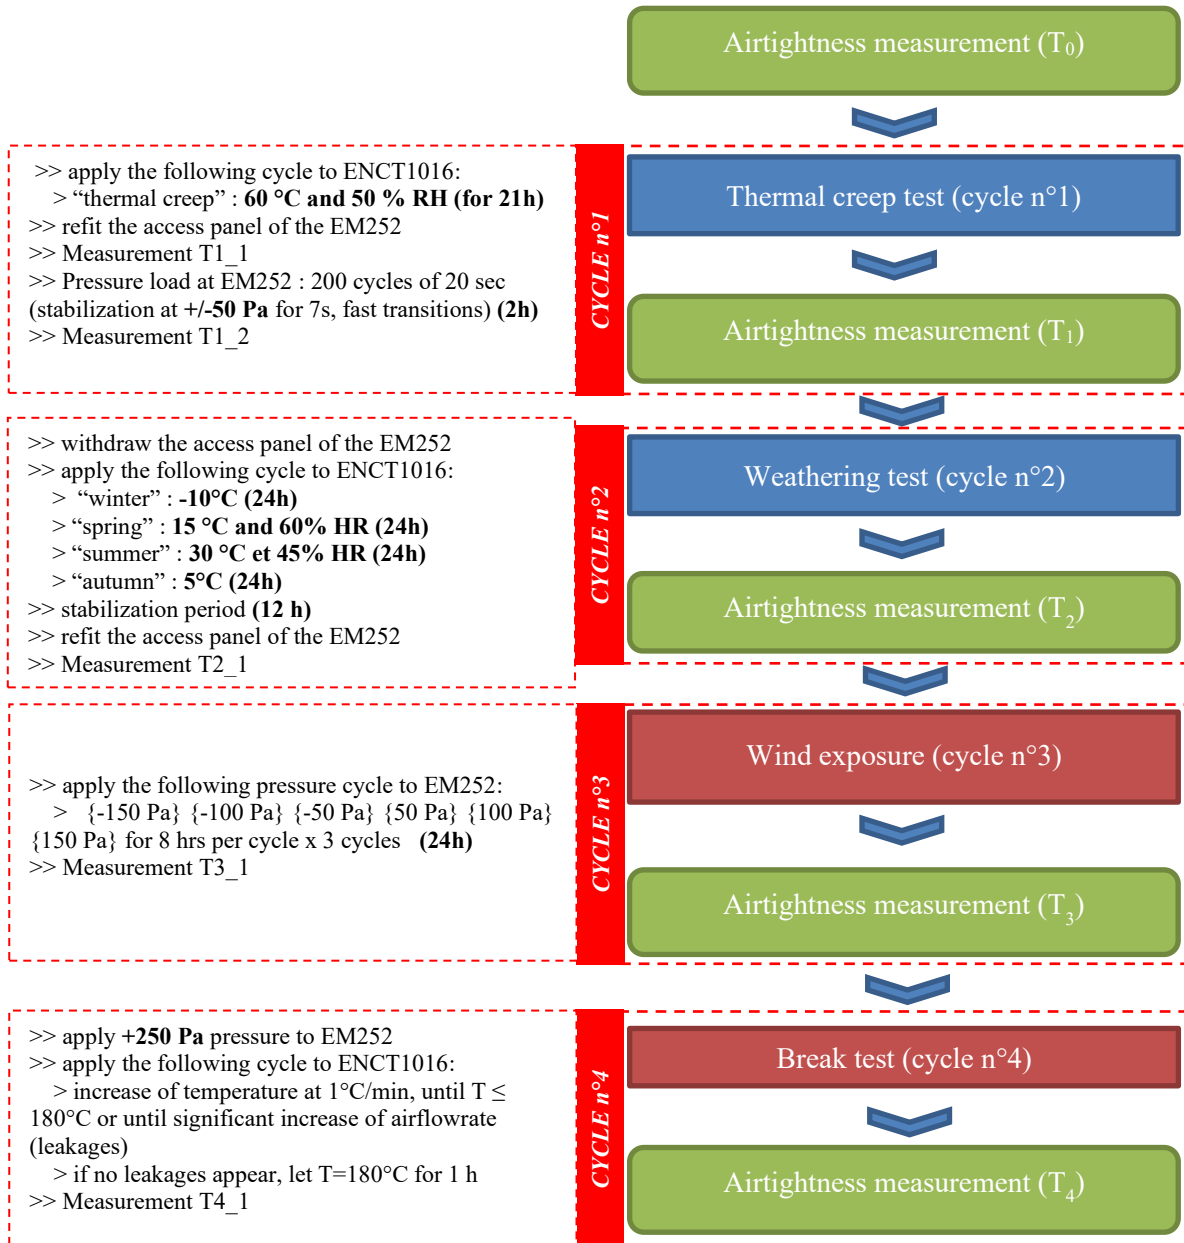 Airtightness measurement (T0)
>> apply the following cycle to ENCT1016:
> “thermal creep” : 60 °C and 50 % RH (for 21h)
>> refit the access panel of the EM252
>> Measurement T1_1
>> Pressure load at EM252 : 200 cycles of 20 sec
(stabilization at +/-50 Pa for 7s, fast transitions) (2h)
>> Measurement T1_2
CYCLE n°1
Thermal creep test (cycle n°1)
Airtightness measurement (T1)
>> withdraw the access panel of the EM252
>> apply the following cycle to ENCT1016:
> “winter” : -10°C (24h)
> “spring” : 15 °C and 60% HR (24h)
> “summer” : 30 °C et 45% HR (24h)
> “autumn” : 5°C (24h)
>> stabilization period (12 h)
>> refit the access panel of the EM252
>> Measurement T2_1
CYCLE n°2
Weathering test (cycle n°2)
Airtightness measurement (T2)
>> apply the following pressure cycle to EM252:
> {-150 Pa} {-100 Pa} {-50 Pa} {50 Pa} {100 Pa}
{150 Pa} for 8 hrs per cycle x 3 cycles (24h)
>> Measurement T3_1
CYCLE n°3
Wind exposure (cycle n°3)
Airtightness measurement (T3)
>> apply +250 Pa pressure to EM252
>> apply the following cycle to ENCT1016:
> increase of temperature at 1°C/min, until T ≤
180°C or until significant increase of airflowrate
(leakages)
> if no leakages appear, let T=180°C for 1 h
>> Measurement T4_1
CYCLE n°4
Break test (cycle n°4)
Airtightness measurement (T4)